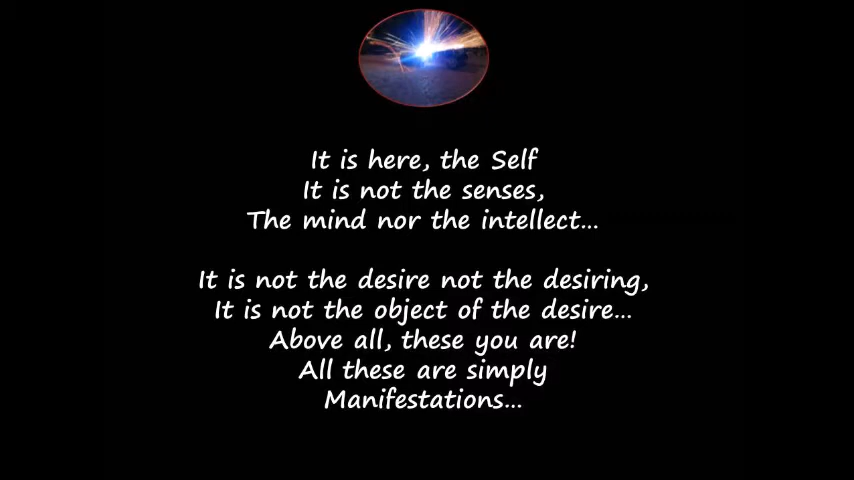 It is here, the Self
It is not the senses,
The mind nor the intellect...
It is not the desire not the desiring,
It is not the object of the desire...
Above all, these you are!
All these are simply
Manifestations...